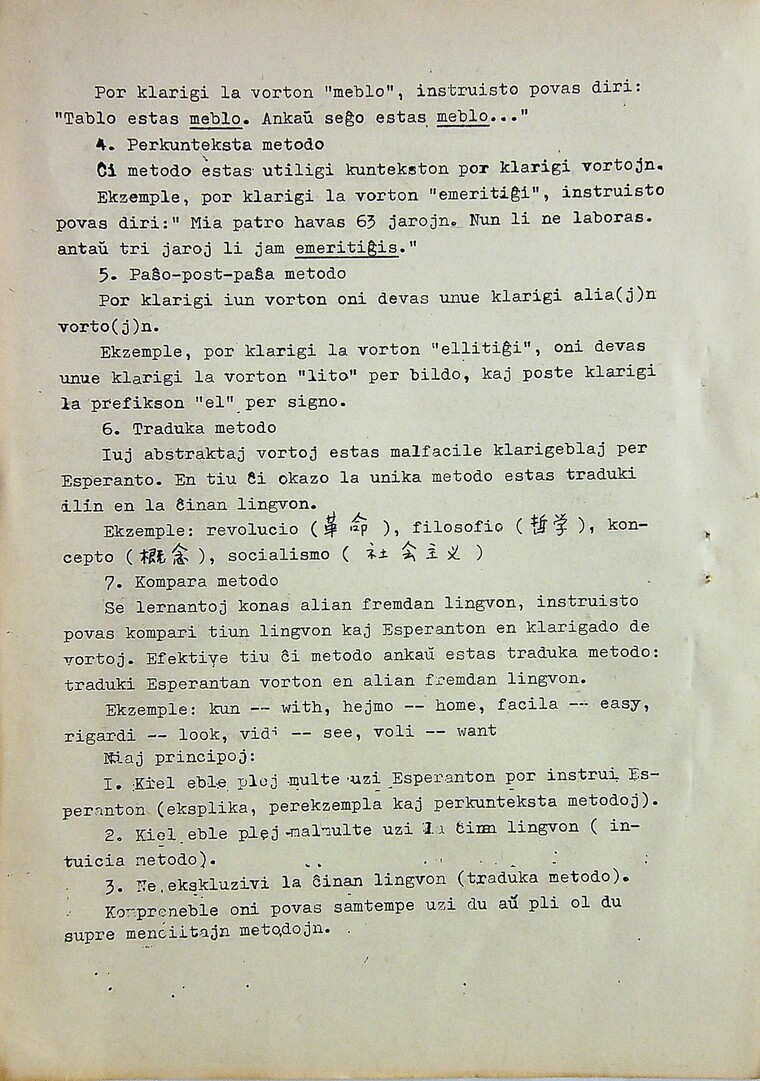 Por klarigi la vorton "meblo", instruisto povas diri:
"Tablo estas meblo. Ankaŭ seĝo estas meblo..."
4. Perkunteksta metodo
Ĉi metodo estas utiligi kuntekston por klarigi vortojn.
Ekzemple, por klarigi la vorton "emeritiĝi", instruisto
povas diri:" Mia patro havas 63 jarojn. Nun li ne laboras.
antaŭ tri jaroj li jam emeritiĝis."
5. Paŝo-post-paŝa metodo
Por klarigi iun vorton oni devas unue klarigi alia(j)n
vorto(j)n.
Ekzemple, por klarigi la vorton "ellitiĝi", oni devas
unue klarigi la vorton "lito" per bildo, kaj poste klarigi
la prefikson "el" per signo.
6. Traduka metodo
Iuj abstraktaj vortoj estas malfacile klarigeblaj per
Esperanto. En tiu ĉi okazo la unika metodo estas traduki
ilin en la ĉinan lingvon.
Ekzemple: revolucio (革命), filosofio (哲学), kon-
cepto (概念), socialismo ( 社会主义 )
7. Kompara metodo
Se lernantoj konas alian fremdan lingvon, instruisto
povas kompari tiun lingvon kaj Esperanton en klarigado de
vortoj. Efektive tiu ĉi metodo ankaŭ estas traduka metodo:
traduki Esperantan vorton en alian fremdan lingvon.
Ekzemple: kun -- with, hejmo -- home, facila -- easy,
rigardi -- look, vidi -- see, voli -- want
Niaj principoj:
I. Kiel eble plej multe uzi Esperanton por instrui Es-
peranton (eksplika, perekzempla kaj perkunteksta metodoj).
2. Kiel eble plej malmulte uzi la ĉinan lingvon ( in-
tuicia metodo).
3. Ne ekskluzivi la ĉinan lingvon (traduka metodo).
Kompreneble oni povas samtempe uzi du aŭ pli ol du
supre menciitajn metodojn.